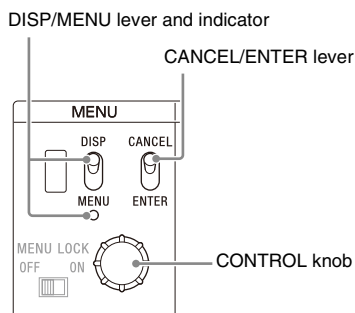 DISP/MENU lever and indicator
CANCEL/ENTER lever
MENU
DISP CANCEL
MENU ENTER
MENU LOCK
OFF ON
CONTROL knob